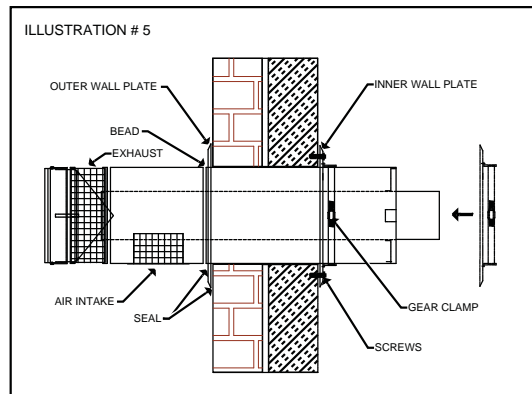 ILLUSTRATION # 5
OUTER WALL PLATE
INNER WALL PLATE
BEAD
EXHAUST
AIR INTAKE
SEAL
GEAR CLAMP
SCREWS